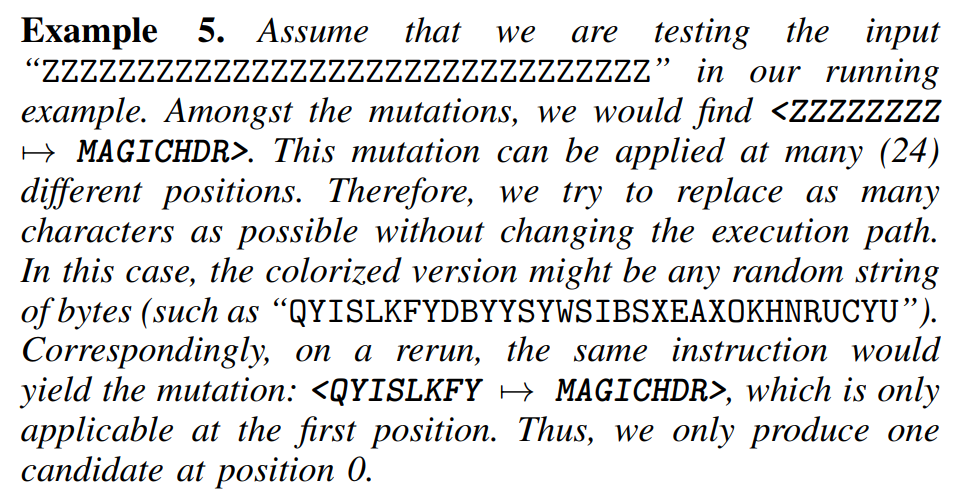 Example 5. Assume that we are testing the input
“ZZZZZZZZZZZZZZZZZZZZZZZZZZZZZZZZ” in our running
example. Amongst the mutations, we would find <ZZZZZZZZ
↦ MAGICHDR>. This mutation can be applied at many (24)
different positions. Therefore, we try to replace as many
characters as possible without changing the execution path.
In this case, the colorized version might be any random string
of bytes (such as “QYISLKFYDBYYSYWSIBSXEAXOKHNRUCYU”).
Correspondingly, on a rerun, the same instruction would
yield the mutation: <QYISLKFY ↦ MAGICHDR>, which is only
applicable at the first position. Thus, we only produce one
candidate at position 0.